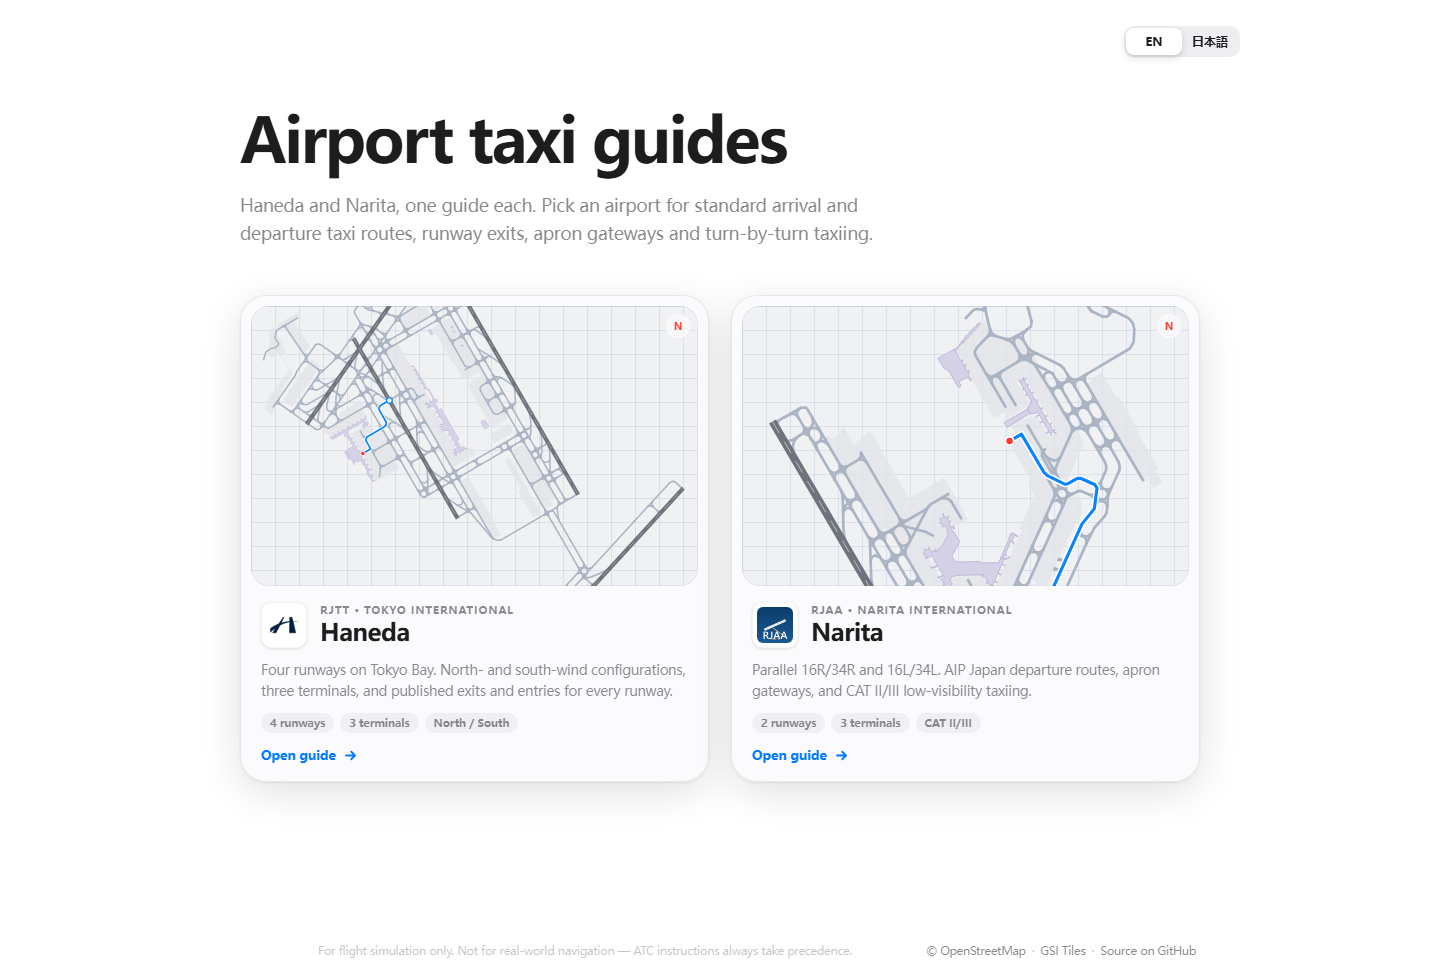 EN
日本語
Airport taxi guides
Haneda and Narita, one guide each. Pick an airport for standard arrival and
departure taxi routes, runway exits, apron gateways and turn-by-turn taxiing.
N
N
RJTT • TOKYO INTERNATIONAL
Haneda
Four runways on Tokyo Bay. North- and south-wind configurations,
three terminals, and published exits and entries for every runway.
4 runways
3 terminals
North / South
Open guide →
RJAA
RJAA • NARITA INTERNATIONAL
Narita
Parallel 16R/34R and 16L/34L. AIP Japan departure routes, apron
gateways, and CAT II/III low-visibility taxiing.
2 runways
3 terminals
CAT II/III
Open guide →
For flight simulation only. Not for real-world navigation — ATC instructions always take precedence.
© OpenStreetMap · GSI Tiles · Source on GitHub